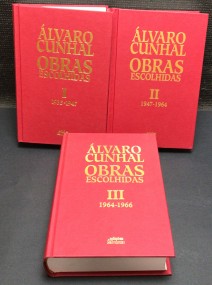 ÁLVARO
CUNHAL
OBRAS
ESCOLHIDAS
I
ÁLVARO
CUNHAL
OBRAS
ESCOLHIDAS
II
1947-1964
ÁLVARO
CUNHAL
OBRAS
ESCOLHIDAS
III
1964-1966